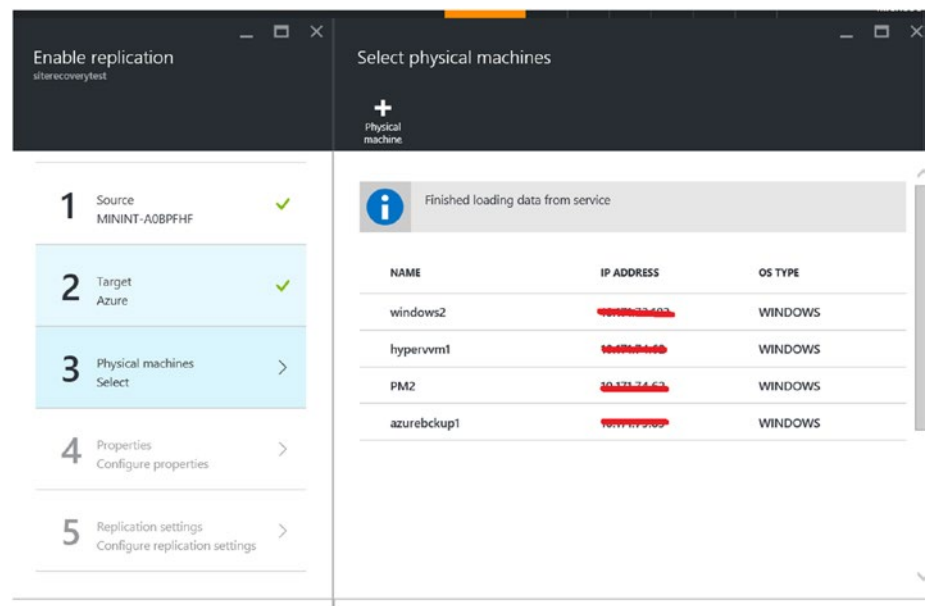 Enable replication
siterecoverytest
Select physical machines
Physical
machine
1
Source
MININT-A0BPFHF
2
Target
Azure
3
Physical machines
Select
4
Properties
Configure properties
5
Replication settings
Configure replication settings
Finished loading data from service
NAME IP ADDRESS OS TYPE
windows2 WINDOWS
hypervvm1 WINDOWS
PM2 WINDOWS
azurebckup1 WINDOWS